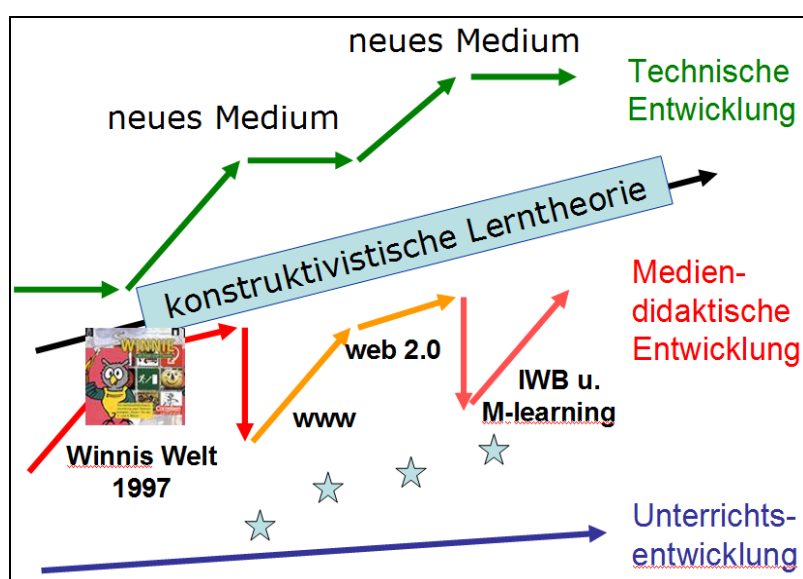 neues Medium
neues Medium
Technische
Entwicklung
konstruktivistische Lerntheorie
Medien-
didaktische
Entwicklung
WINNIE
web 2.0
IWB u.
M-learning
www
Winnis Welt
1997
Unterrichts-
entwicklung